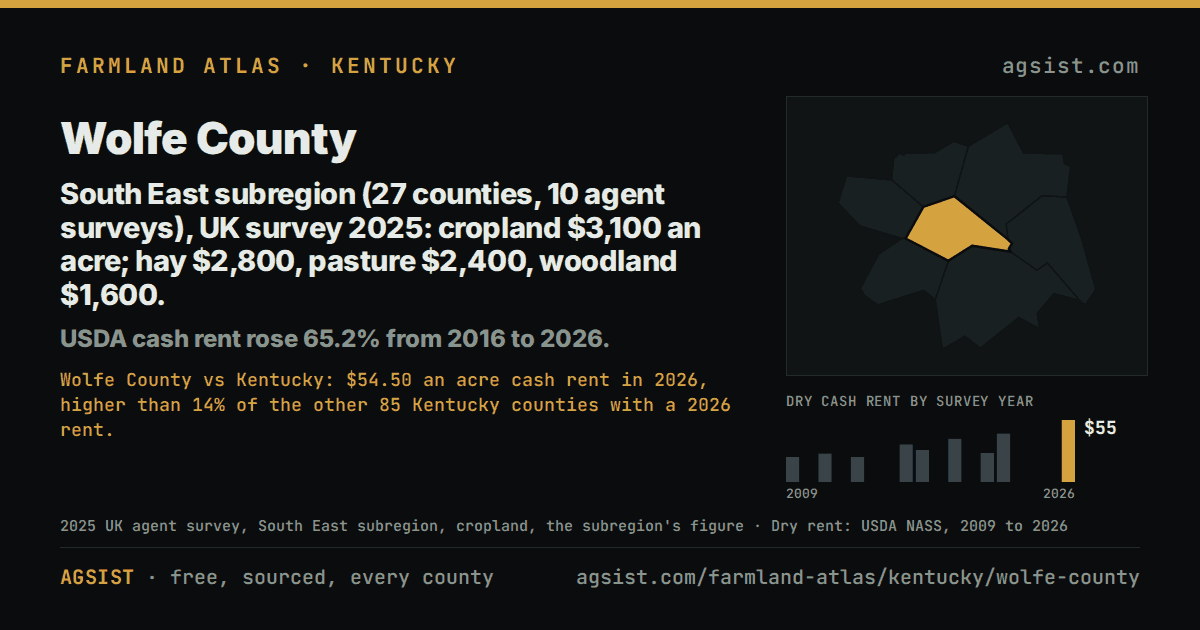 FARMLAND ATLAS · KENTUCKY
agsist.com
Wolfe County
South East subregion (27 counties, 10 agent
surveys), UK survey 2025: cropland $3,100 an
acre; hay $2,800, pasture $2,400, woodland
$1,600.
USDA cash rent rose 65.2% from 2016 to 2026.
Wolfe County vs Kentucky: $54.50 an acre cash rent in 2026,
higher than 14% of the other 85 Kentucky counties with a 2026
rent.
DRY CASH RENT BY SURVEY YEAR
$55
2009
2026
2025 UK agent survey, South East subregion, cropland, the subregion's figure · Dry rent: USDA NASS, 2009 to 2026
AGSIST · free, sourced, every county
agsist.com/farmland-atlas/kentucky/wolfe-county